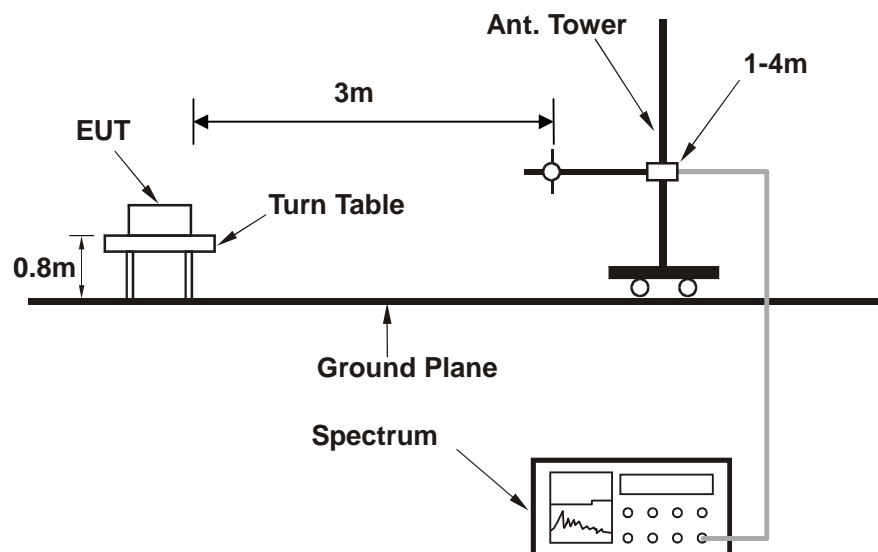 Ant. Tower
1-4m
3m
EUT
Turn Table
0.8m
Ground Plane
Spectrum